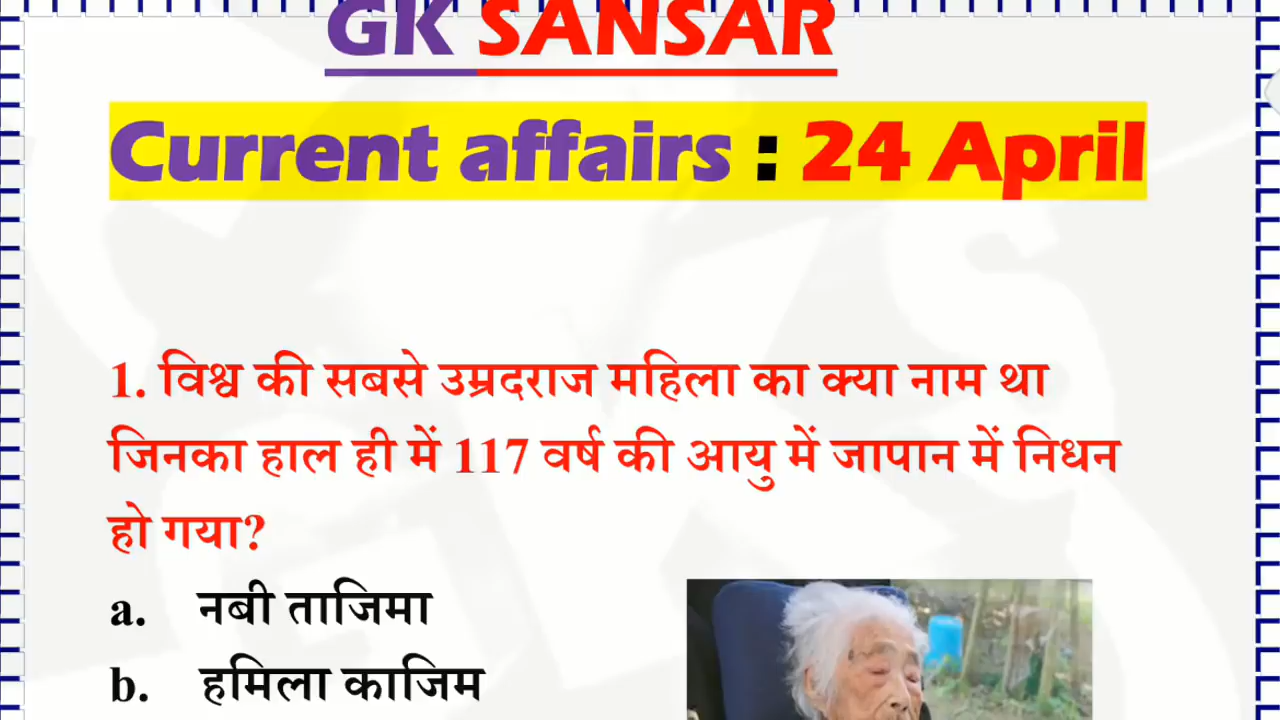 GK SANSAR
Current affairs : 24 April
1. विश्व की सबसे उम्रदराज महिला का क्या नाम था
जिनका हाल ही में 117 वर्ष की आयु में जापान में निधन
हो गया?
a. नबी ताजिमा
b. हमिला काजिम